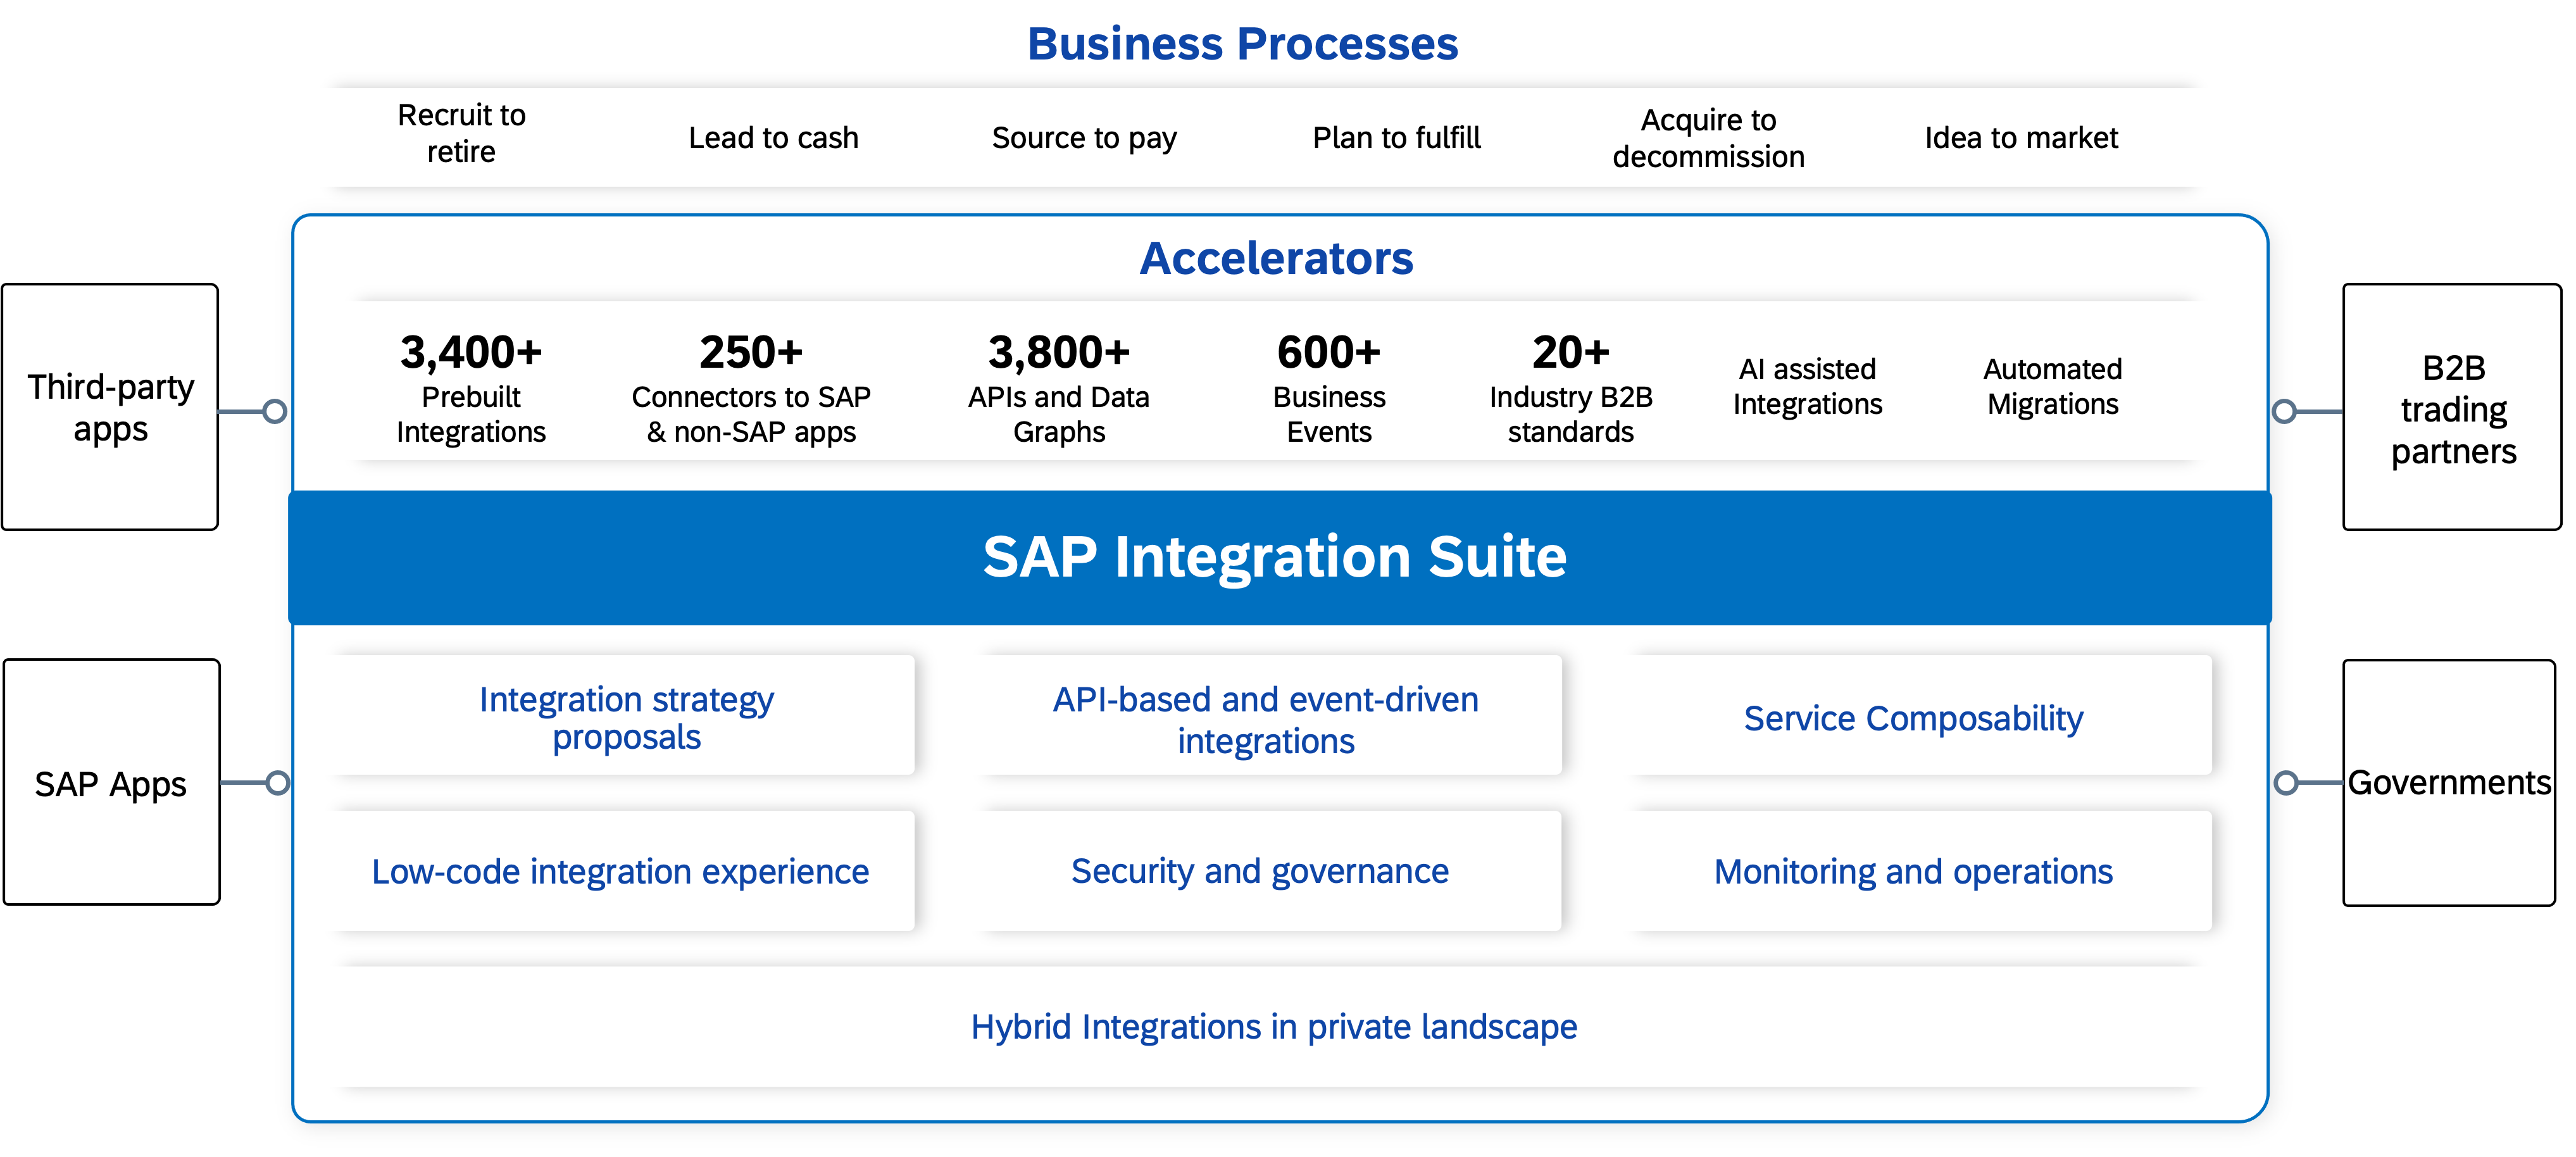 Business Processes
Recruit to
retire
Lead to cash
Source to pay
Plan to fulfill
Acquire to
decommission
Idea to market
Accelerators
3,400+
Prebuilt
Integrations
250+
Connectors to SAP
& non-SAP apps
3,800+
APIs and Data
Graphs
600+
Business
Events
20+
Industry B2B
standards
AI assisted
Integrations
Automated
Migrations
Third-party
apps
B2B
trading
partners
SAP Integration Suite
Integration strategy
proposals
API-based and event-driven
integrations
Service Composability
SAP Apps
Governments
Low-code integration experience
Security and governance
Monitoring and operations
Hybrid Integrations in private landscape